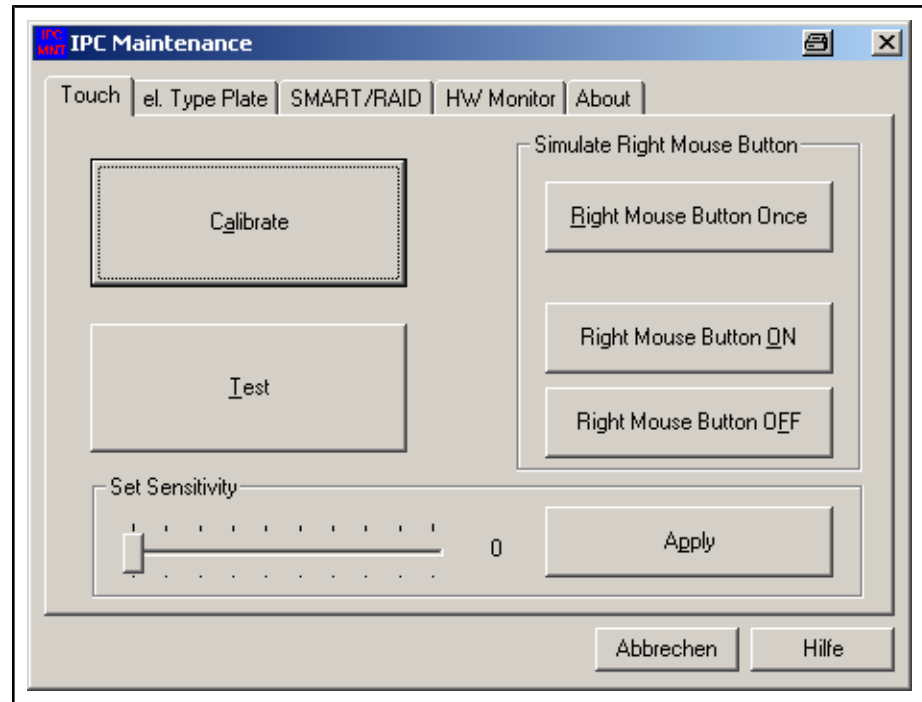 IPC MNT IPC Maintenance
Touch el. Type Plate SMART/RAID HW Monitor About
Simulate Right Mouse Button
Calibrate
Right Mouse Button Once
Right Mouse Button ON
Test
Right Mouse Button OFF
Set Sensitivity
0
Apply
Abbrechen Hilfe